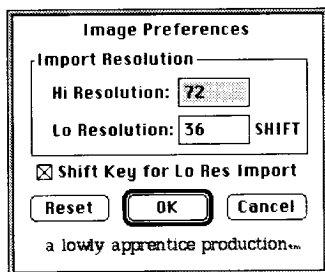 Image Preferences
Import Resolution
Hi Resolution: 72
Lo Resolution: 36 SHIFT
Shift Key for Lo Res Import
Reset OK Cancel
a lowly apprentice production™